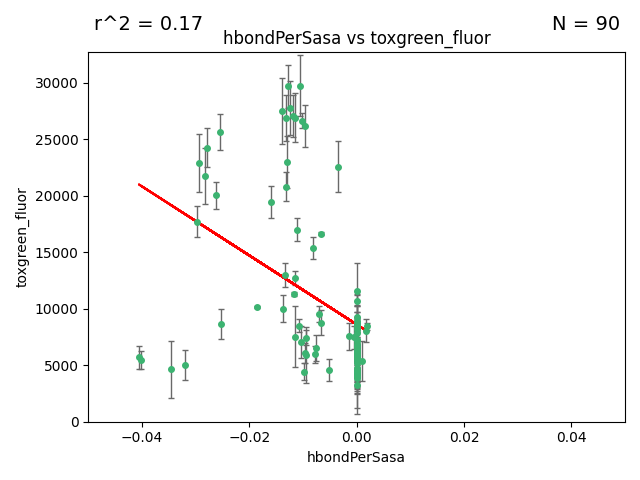 r^2 = 0.17
N = 90
hbondPerSasa vs toxgreen_fluor
30000
25000
20000
15000
10000
5000
0
toxgreen_fluor
−0.04
−0.02
0.00
0.02
0.04
hbondPerSasa